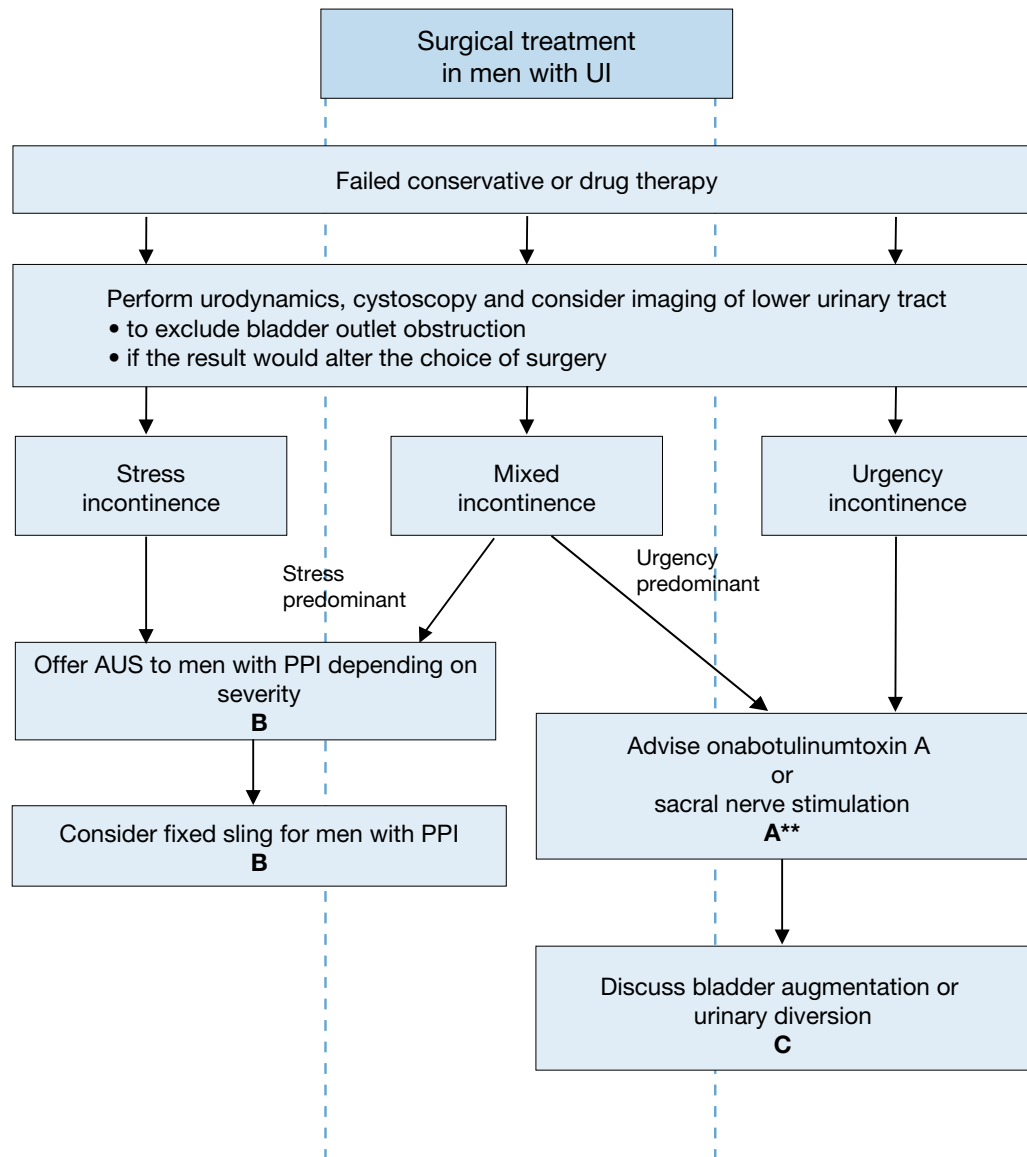 Surgical treatment
in men with UI
Failed conservative or drug therapy
Perform urodynamics, cystoscopy and consider imaging of lower urinary tract
• to exclude bladder outlet obstruction
• if the result would alter the choice of surgery
Stress
incontinence
Mixed
incontinence
Urgency
incontinence
Stress
predominant
Urgency
predominant
Offer AUS to men with PPI depending on
severity
B
Consider fixed sling for men with PPI
B
Advise onabotulinumtoxin A
or
sacral nerve stimulation
A**
Discuss bladder augmentation or
urinary diversion
C